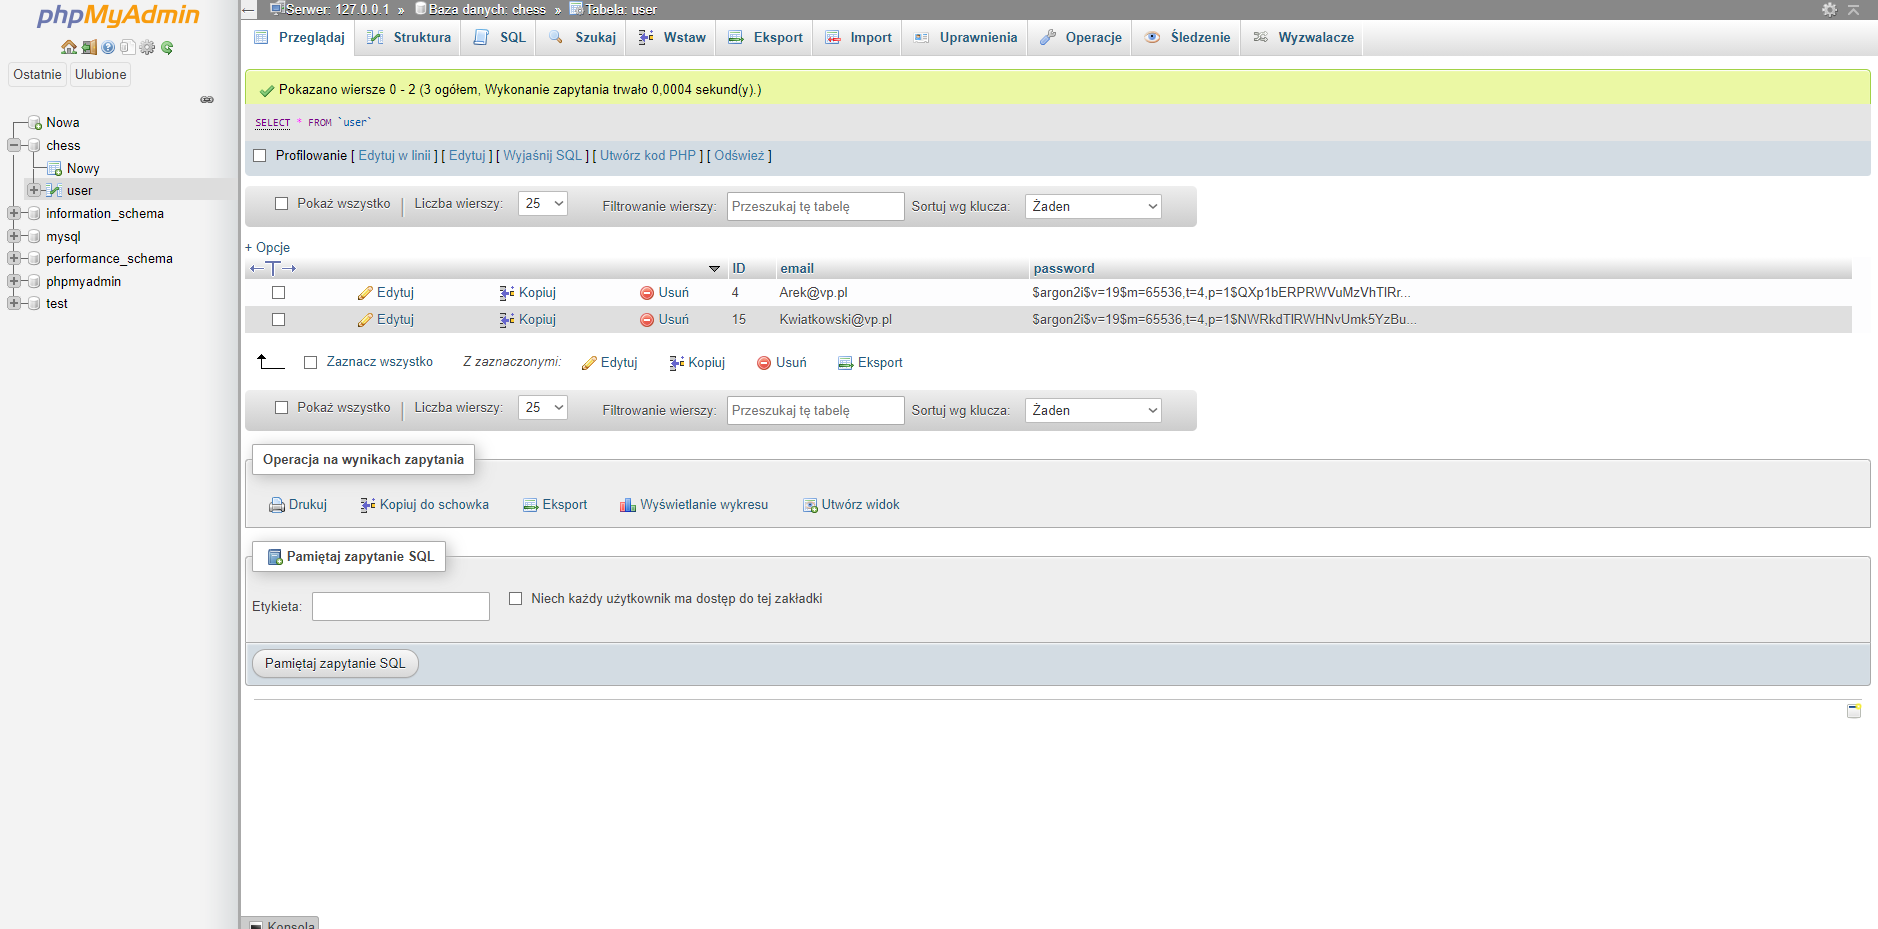 phpMyAdmin
Ostatnie Ulubione
Nowa
chess
Nowy
user
information_schema
mysql
performance_schema
phpmyadmin
test
Serwer: 127.0.0.1 » Baza danych: chess » Tabela: user
Przeglądaj Struktura SQL Szukaj Wstaw Eksport Import Uprawnienia Operacje Śledzenie Wyzwalacze
Pokazano wiersze 0 - 2 (3 ogółem, Wykonanie zapytania trwało 0,0004 sekund(y).)
SELECT * FROM `user`
Profilowanie [ Edytuj w linii ] [ Edytuj ] [ Wyjaśnij SQL ] [ Utwórz kod PHP ] [ Odśwież ]
Pokaż wszystko | Liczba wierszy: 25 Filtrowanie wierszy: Przeszukaj tę tabelę Sortuj wg klucza: Żaden
+ Opcje
←T→ ID email password
Edytuj Kopiuj Usuń 4 Arek@vp.pl $argon2i$v=19$m=65536,t=4,p=1$QXp1bERPRWVuMzVhTlRr...
Edytuj Kopiuj Usuń 15 Kwiatkowski@vp.pl $argon2i$v=19$m=65536,t=4,p=1$NWRkdTlRWHNvUmk5YzBu...
Zaznacz wszystko Z zaznaczonymi: Edytuj Kopiuj Usuń Eksport
Pokaż wszystko | Liczba wierszy: 25 Filtrowanie wierszy: Przeszukaj tę tabelę Sortuj wg klucza: Żaden
Operacja na wynikach zapytania
Drukuj Kopiuj do schowka Eksport Wyświetlanie wykresu Utwórz widok
Pamiętaj zapytanie SQL
Etykieta: Niech każdy użytkownik ma dostęp do tej zakładki
Pamiętaj zapytanie SQL
Konsola